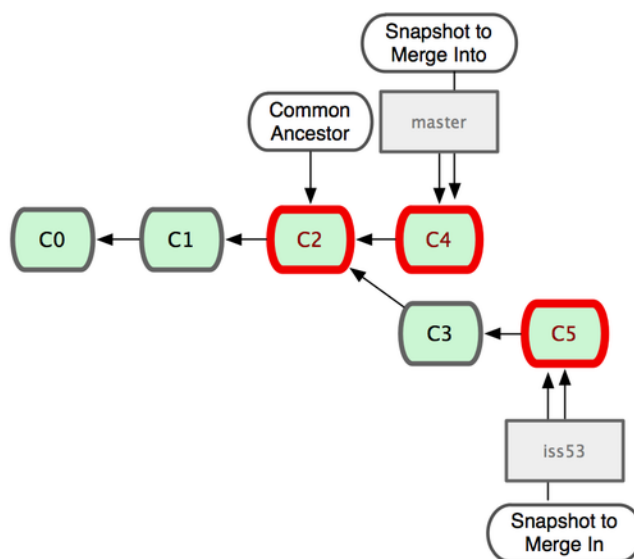 Snapshot to
Merge Into
Common
Ancestor
master
C0
C1
C2
C4
C3
C5
iss53
Snapshot to
Merge In